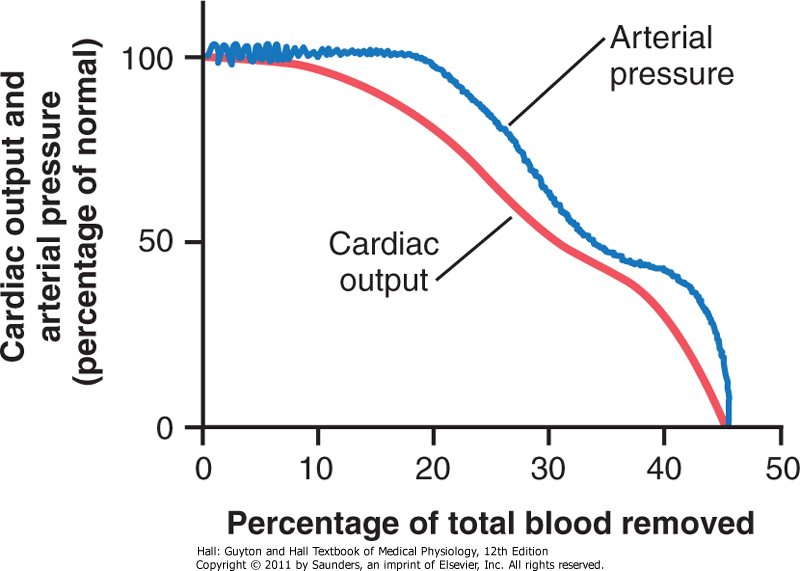 Cardiac output and
arterial pressure
(percentage of normal)
100
50
0
Arterial
pressure
Cardiac
output
0 10 20 30 40 50
Percentage of total blood removed
Hall: Guyton and Hall Textbook of Medical Physiology, 12th Edition
Copyright © 2011 by Saunders, an imprint of Elsevier, Inc. All rights reserved.